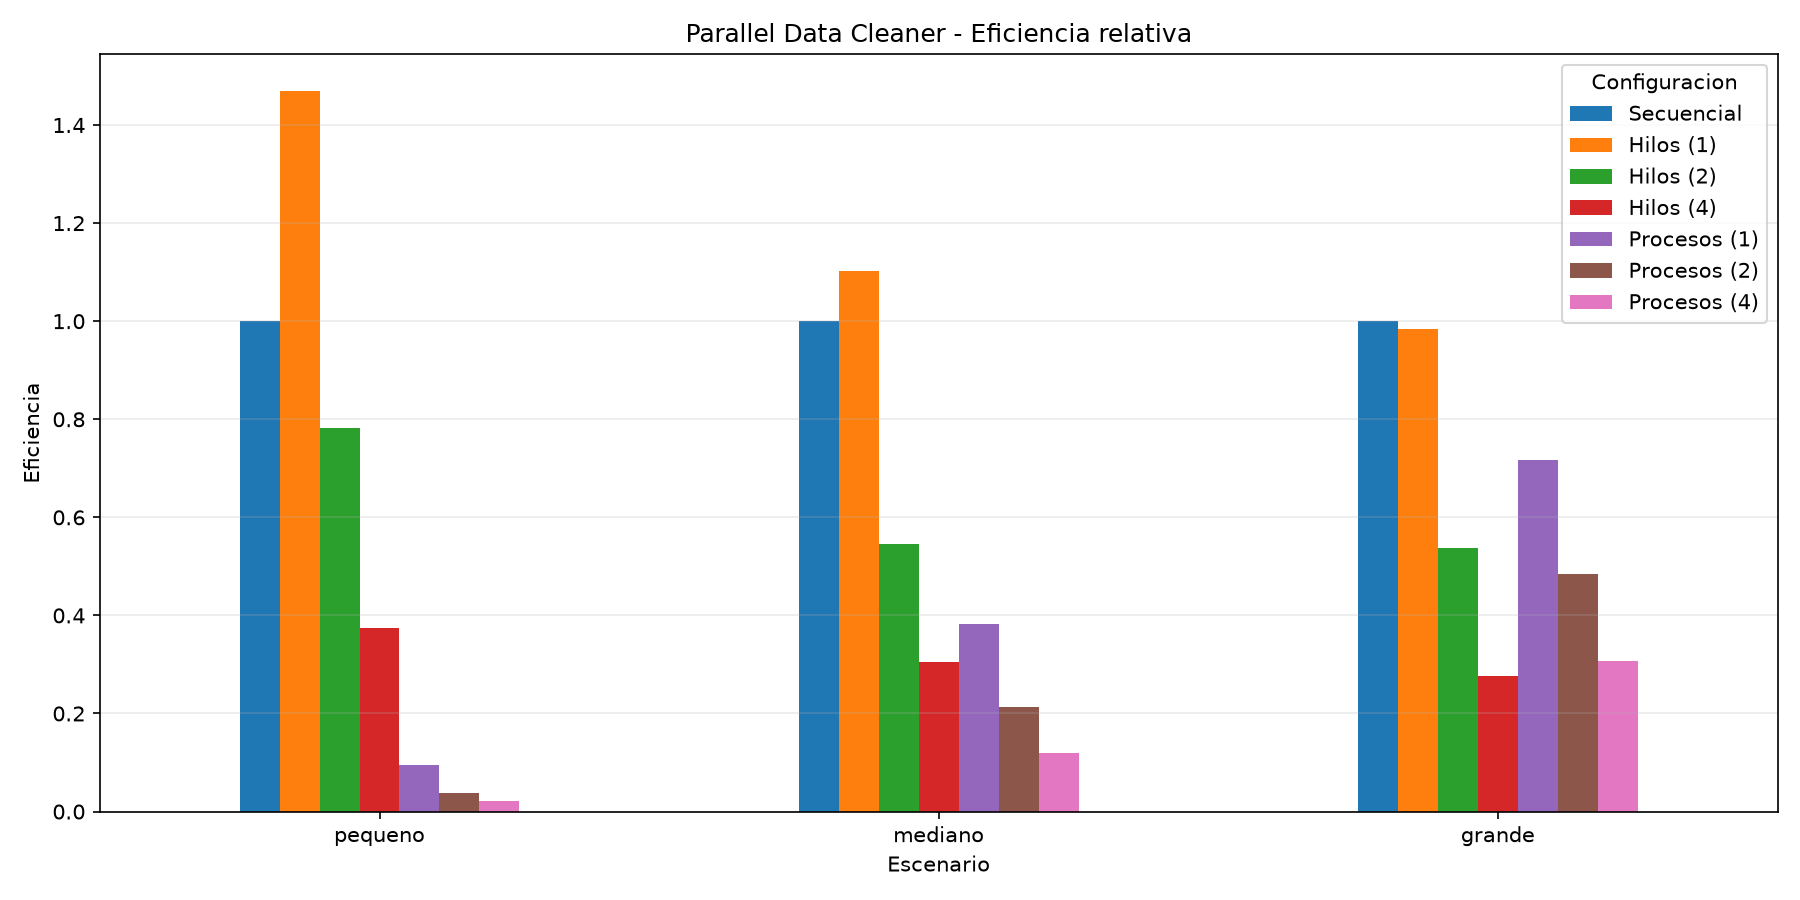 Parallel Data Cleaner - Eficiencia relativa
Configuracion
Secuencial
Hilos (1)
Hilos (2)
Hilos (4)
Procesos (1)
Procesos (2)
Procesos (4)
Eficiencia
1.4
1.2
1.0
0.8
0.6
0.4
0.2
0.0
pequeno
mediano
grande
Escenario